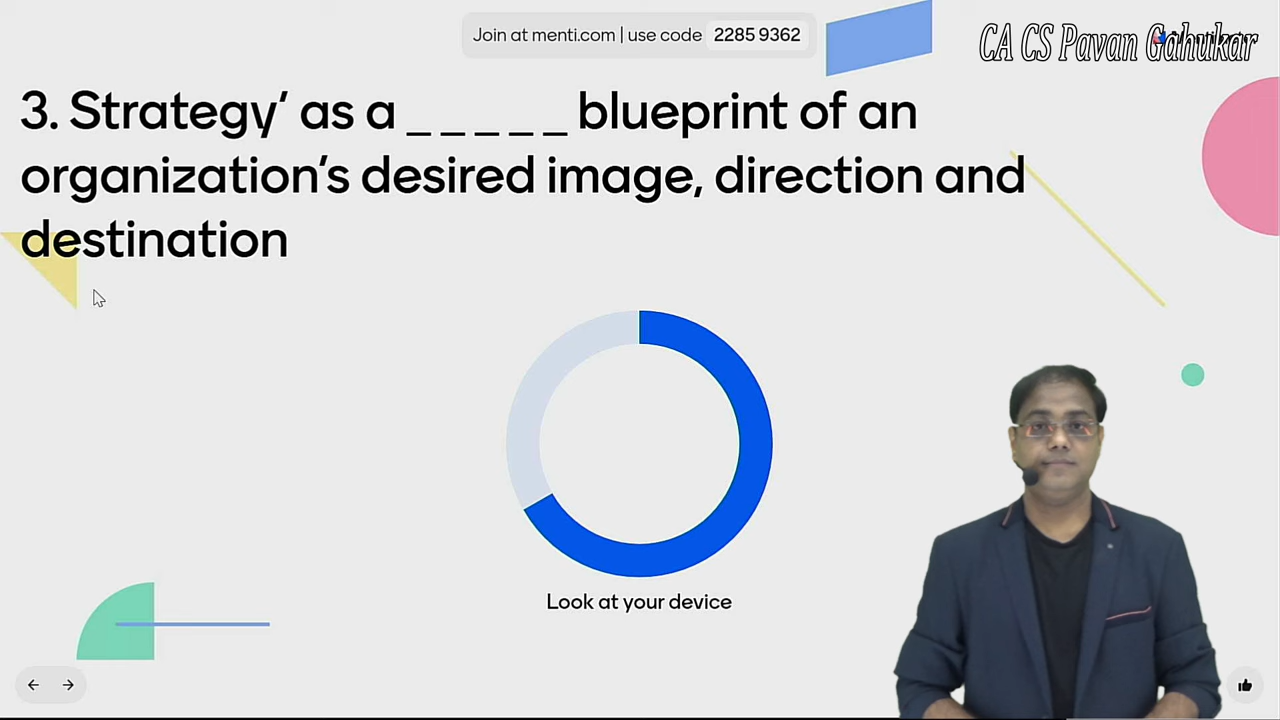 Join at menti.com | use code 2285 9362
CA CS Pavan Gahukar
3. Strategy’ as a _ _ _ _ _ blueprint of an
organization’s desired image, direction and
destination
Look at your device